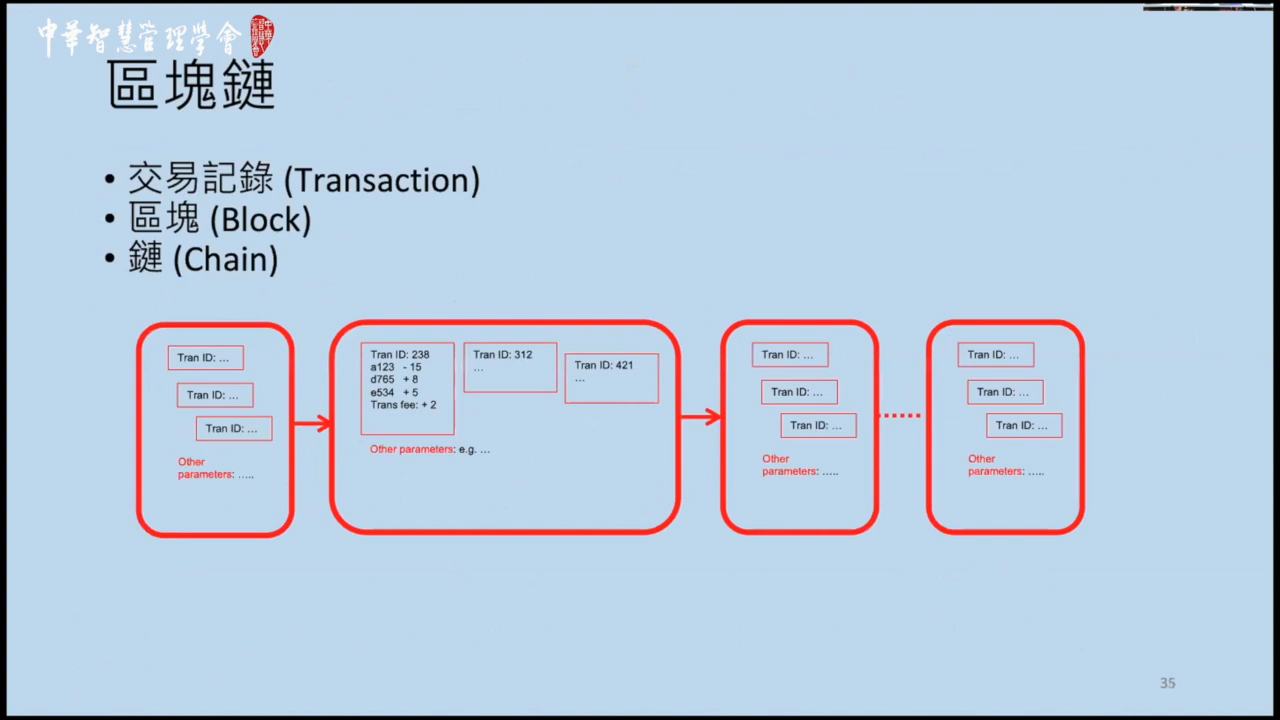 中華智慧管理學會
區塊鏈
• 交易記錄 (Transaction)
• 區塊 (Block)
• 鏈 (Chain)
Tran ID: …
Tran ID: …
Tran ID: …
Other
parameters: …..
Tran ID: 238
a123 - 15
d765 + 8
e534 + 5
Trans fee: + 2
Tran ID: 312
…
Tran ID: 421
…
Other parameters: e.g. …
Tran ID: …
Tran ID: …
Tran ID: …
Other
parameters: …..
Tran ID: …
Tran ID: …
Tran ID: …
Other
parameters: …..
35